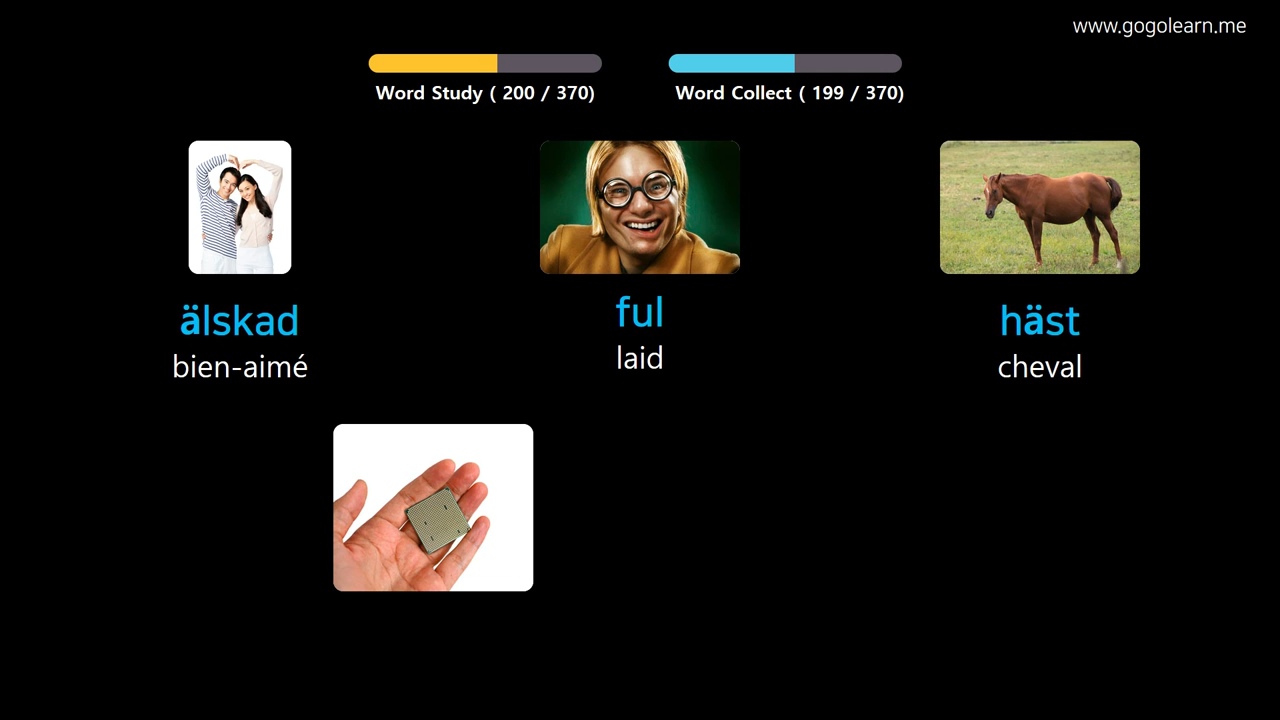 www.gogolearn.me
Word Study ( 200 / 370)
Word Collect ( 199 / 370)
älskad
bien-aimé
ful
laid
häst
cheval